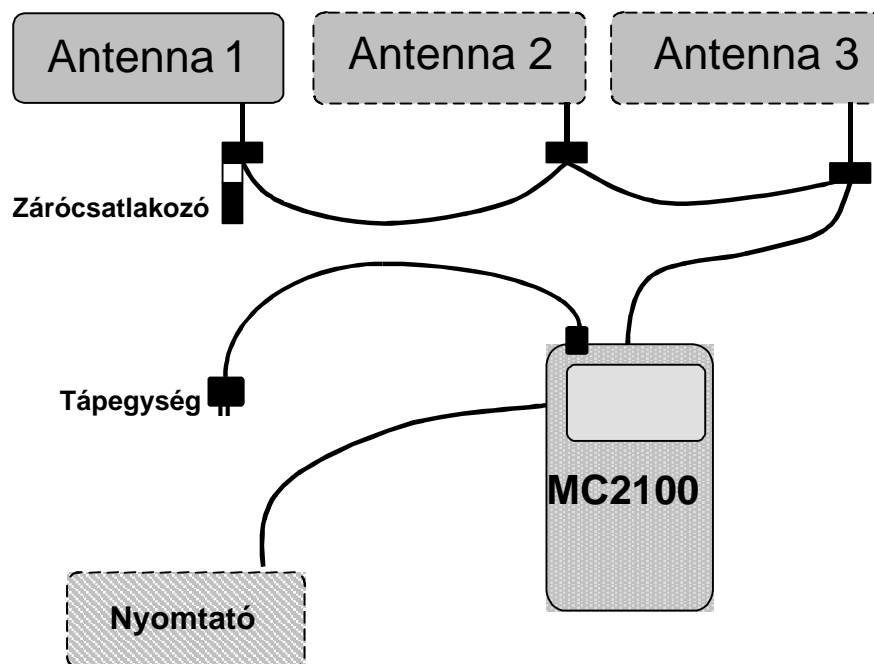 Antenna 1
Antenna 2
Antenna 3
Zárócsatlakozó
Tápegység
MC2100
Nyomtató